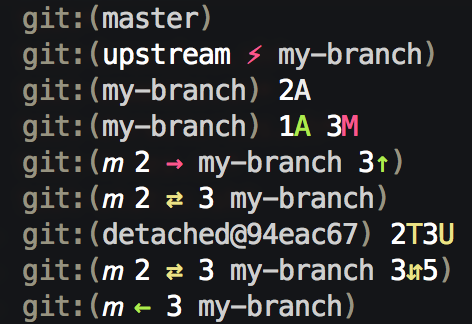 git:(master)
git:(upstream ⚡ my-branch)
git:(my-branch) 2A
git:(my-branch) 1A 3M
git:(𝘮 2 → my-branch 3↑)
git:(𝘮 2 ⇄ 3 my-branch)
git:(detached@94eac67) 2T3U
git:(𝘮 2 ⇄ 3 my-branch 3⇵5)
git:(𝘮 ← 3 my-branch)